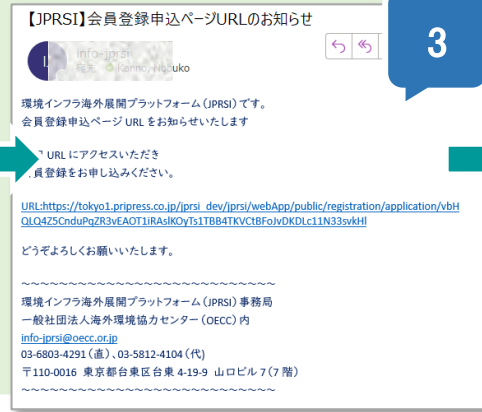 【JPRSI】会員登録申込ページURLのお知らせ
3
info-jprsi
uko
環境インフラ海外展開プラットフォーム（JPRSI）です。
会員登録申込ページ URL をお知らせいたします
URL にアクセスいただき
員登録をお申し込みください。
URL:https://tokyo1.pripress.co.jp/jprsi_dev/jprsi/webApp/public/registration/application/vbH
QLQ4Z5CnduPqZR3vEAOT1iRAslKOyTs1TBB4TKVCtBFoJvDKDLc11N33svkHl
どうぞよろしくお願いいたします。
～～～～～～～～～～～～～～～～～～～～～～～～～～
環境インフラ海外展開プラットフォーム（JPRSI）事務局
一般社団法人海外環境協力センター（OECC）内
info-jprsi@oecc.or.jp
03-6803-4291（直）、03-5812-4104（代）
〒110-0016 東京都台東区台東 4-19-9 山口ビル７（7 階）
～～～～～～～～～～～～～～～～～～～～～～～～～～